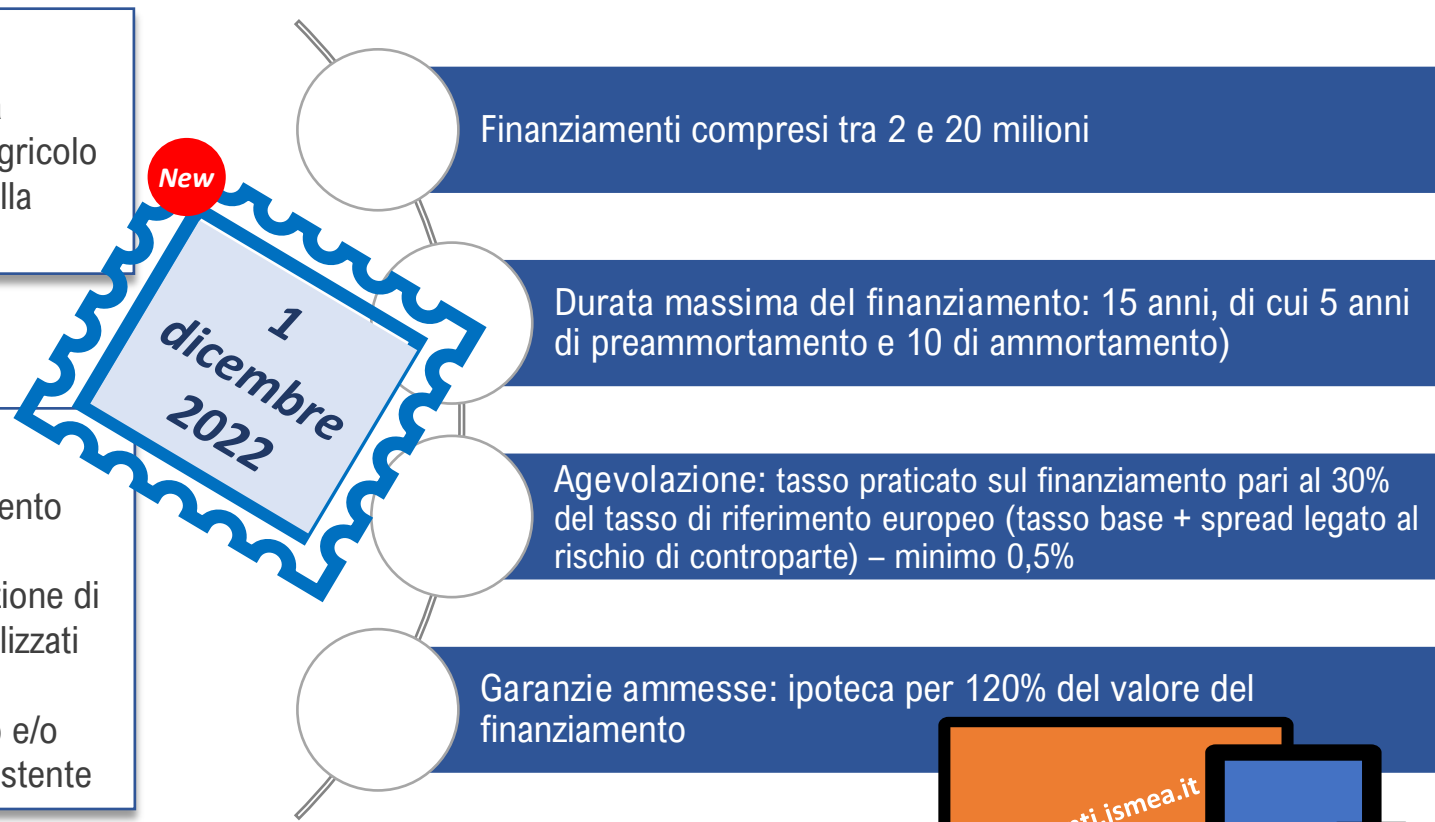 gricolo
lla
New
1
dicembre
2022
ento
ione di
lizzati
e/o
stente
Finanziamenti compresi tra 2 e 20 milioni
Durata massima del finanziamento: 15 anni, di cui 5 anni
di preammortamento e 10 di ammortamento)
Agevolazione: tasso praticato sul finanziamento pari al 30%
del tasso di riferimento europeo (tasso base + spread legato al
rischio di controparte) – minimo 0,5%
Garanzie ammesse: ipoteca per 120% del valore del
finanziamento
ti.ismea.it